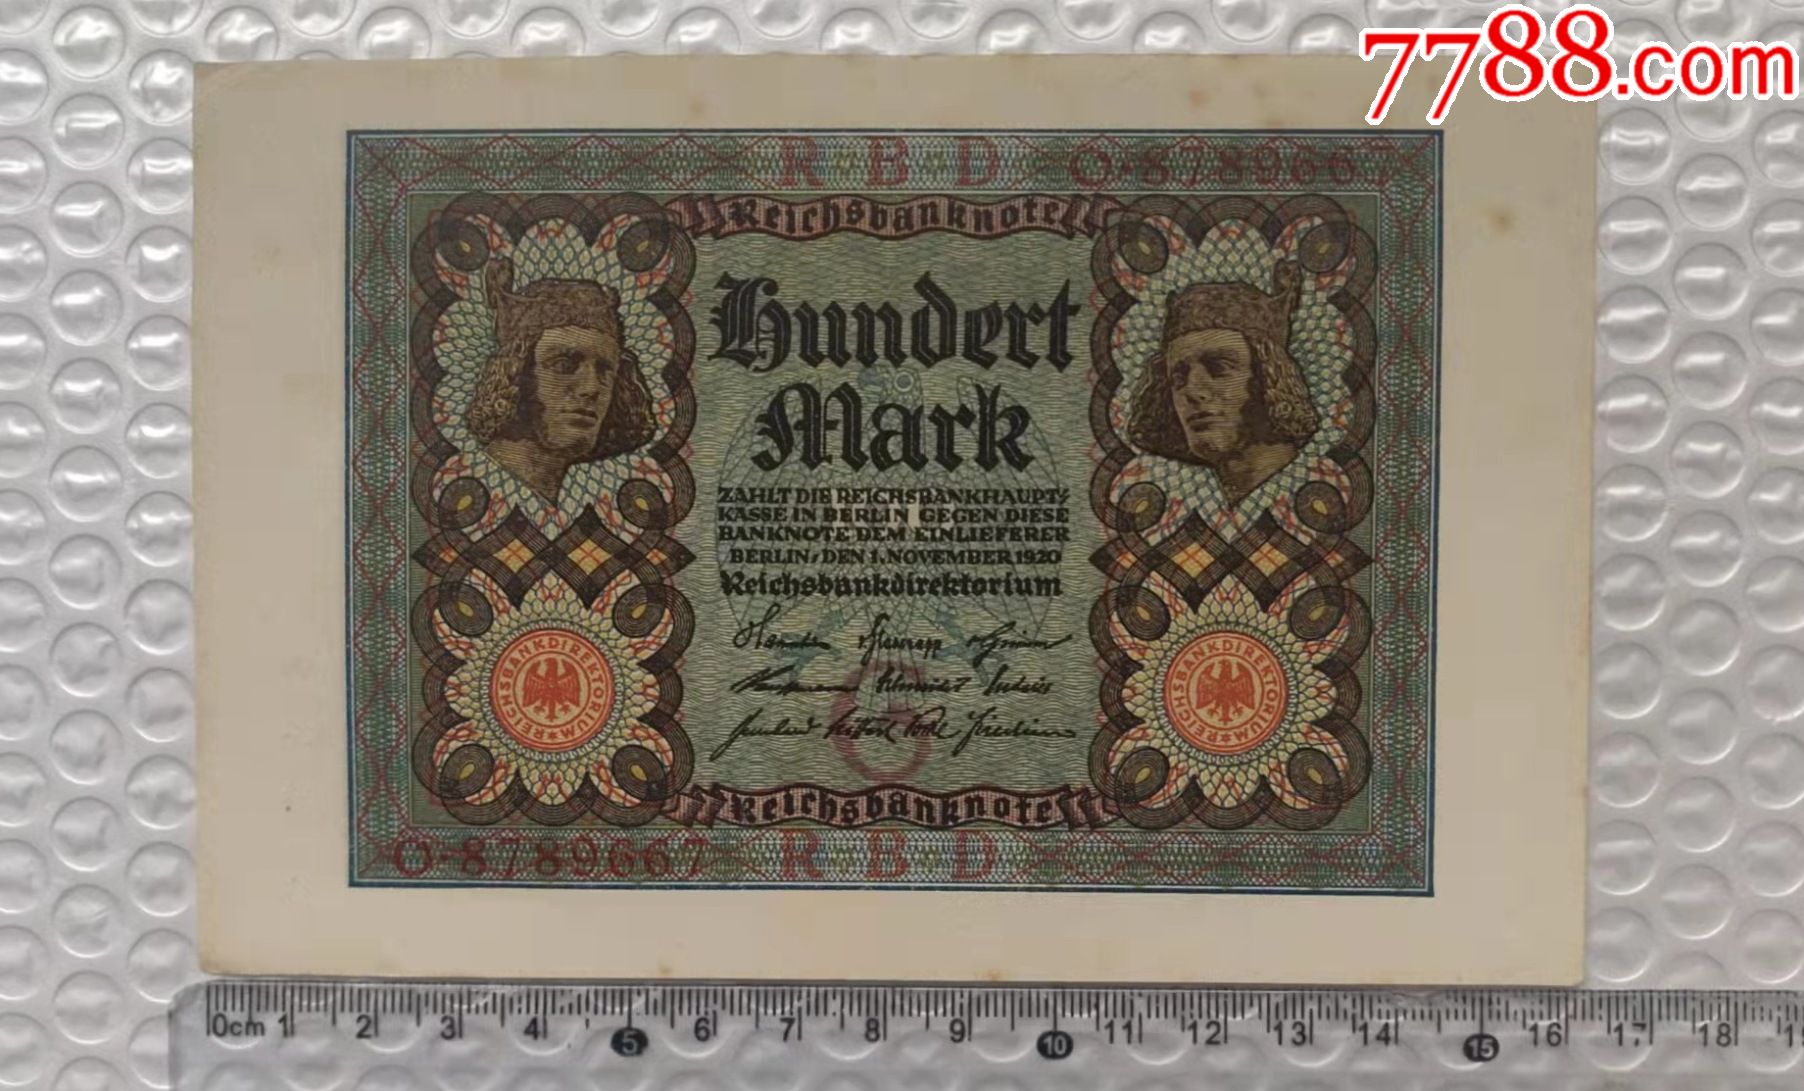 7788.com
R·B·D O·8789667
Reichsbanknote
Hundert
Mark
ZAHLT DIE REICHSBANKHAUPT⸗
KASSE IN BERLIN GEGEN DIESE
BANKNOTE DEM EINLIEFERER
BERLIN, DEN 1. NOVEMBER 1920
Reichsbankdirektorium
REICHSBANKDIREKTORIUM
REICHSBANKDIREKTORIUM
Schmidt
G
Reichsbanknote
O·8789667 R·B·D
0cm 1 2 3 4 5 6 7 8 9 10 11 12 13 14 15 16 17 18